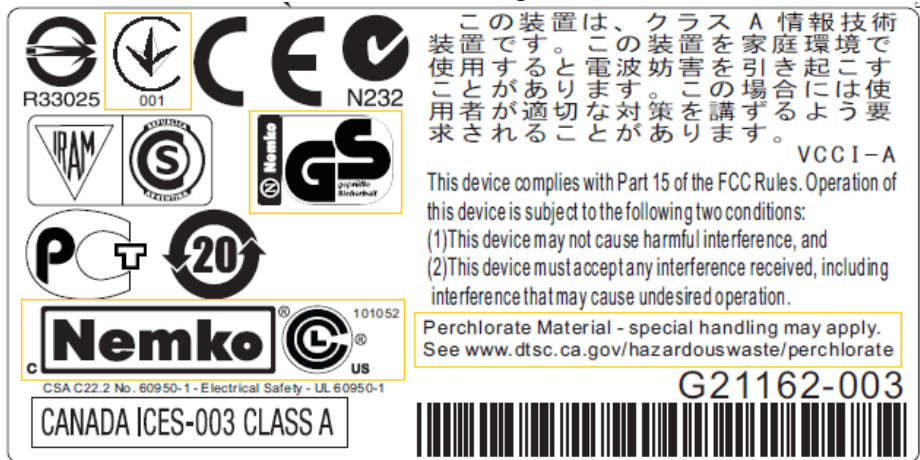 R33025
001
CE
N232
この装置は、クラス A 情報技術
装置です。この装置を家庭環境で
使用すると電波妨害を引き起こす
ことがあります。この場合には使
用者が適切な対策を講ずるよう要
求されることがあります。
VCCI-A
IRAM
REPUBLICA
S
ARGENTINA
Nemko
GS
geprüfte
Sicherheit
This device complies with Part 15 of the FCC Rules. Operation of
this device is subject to the following two conditions:
(1)This device may not cause harmful interference, and
(2)This device must accept any interference received, including
interference that may cause undesired operation.
PCT
20
c Nemko ® CL ® US
101052
CSA C22.2 No. 60950-1 - Electrical Safety - UL 60950-1
CANADA ICES-003 CLASS A
Perchlorate Material - special handling may apply.
See www.dtsc.ca.gov/hazardouswaste/perchlorate
G21162-003